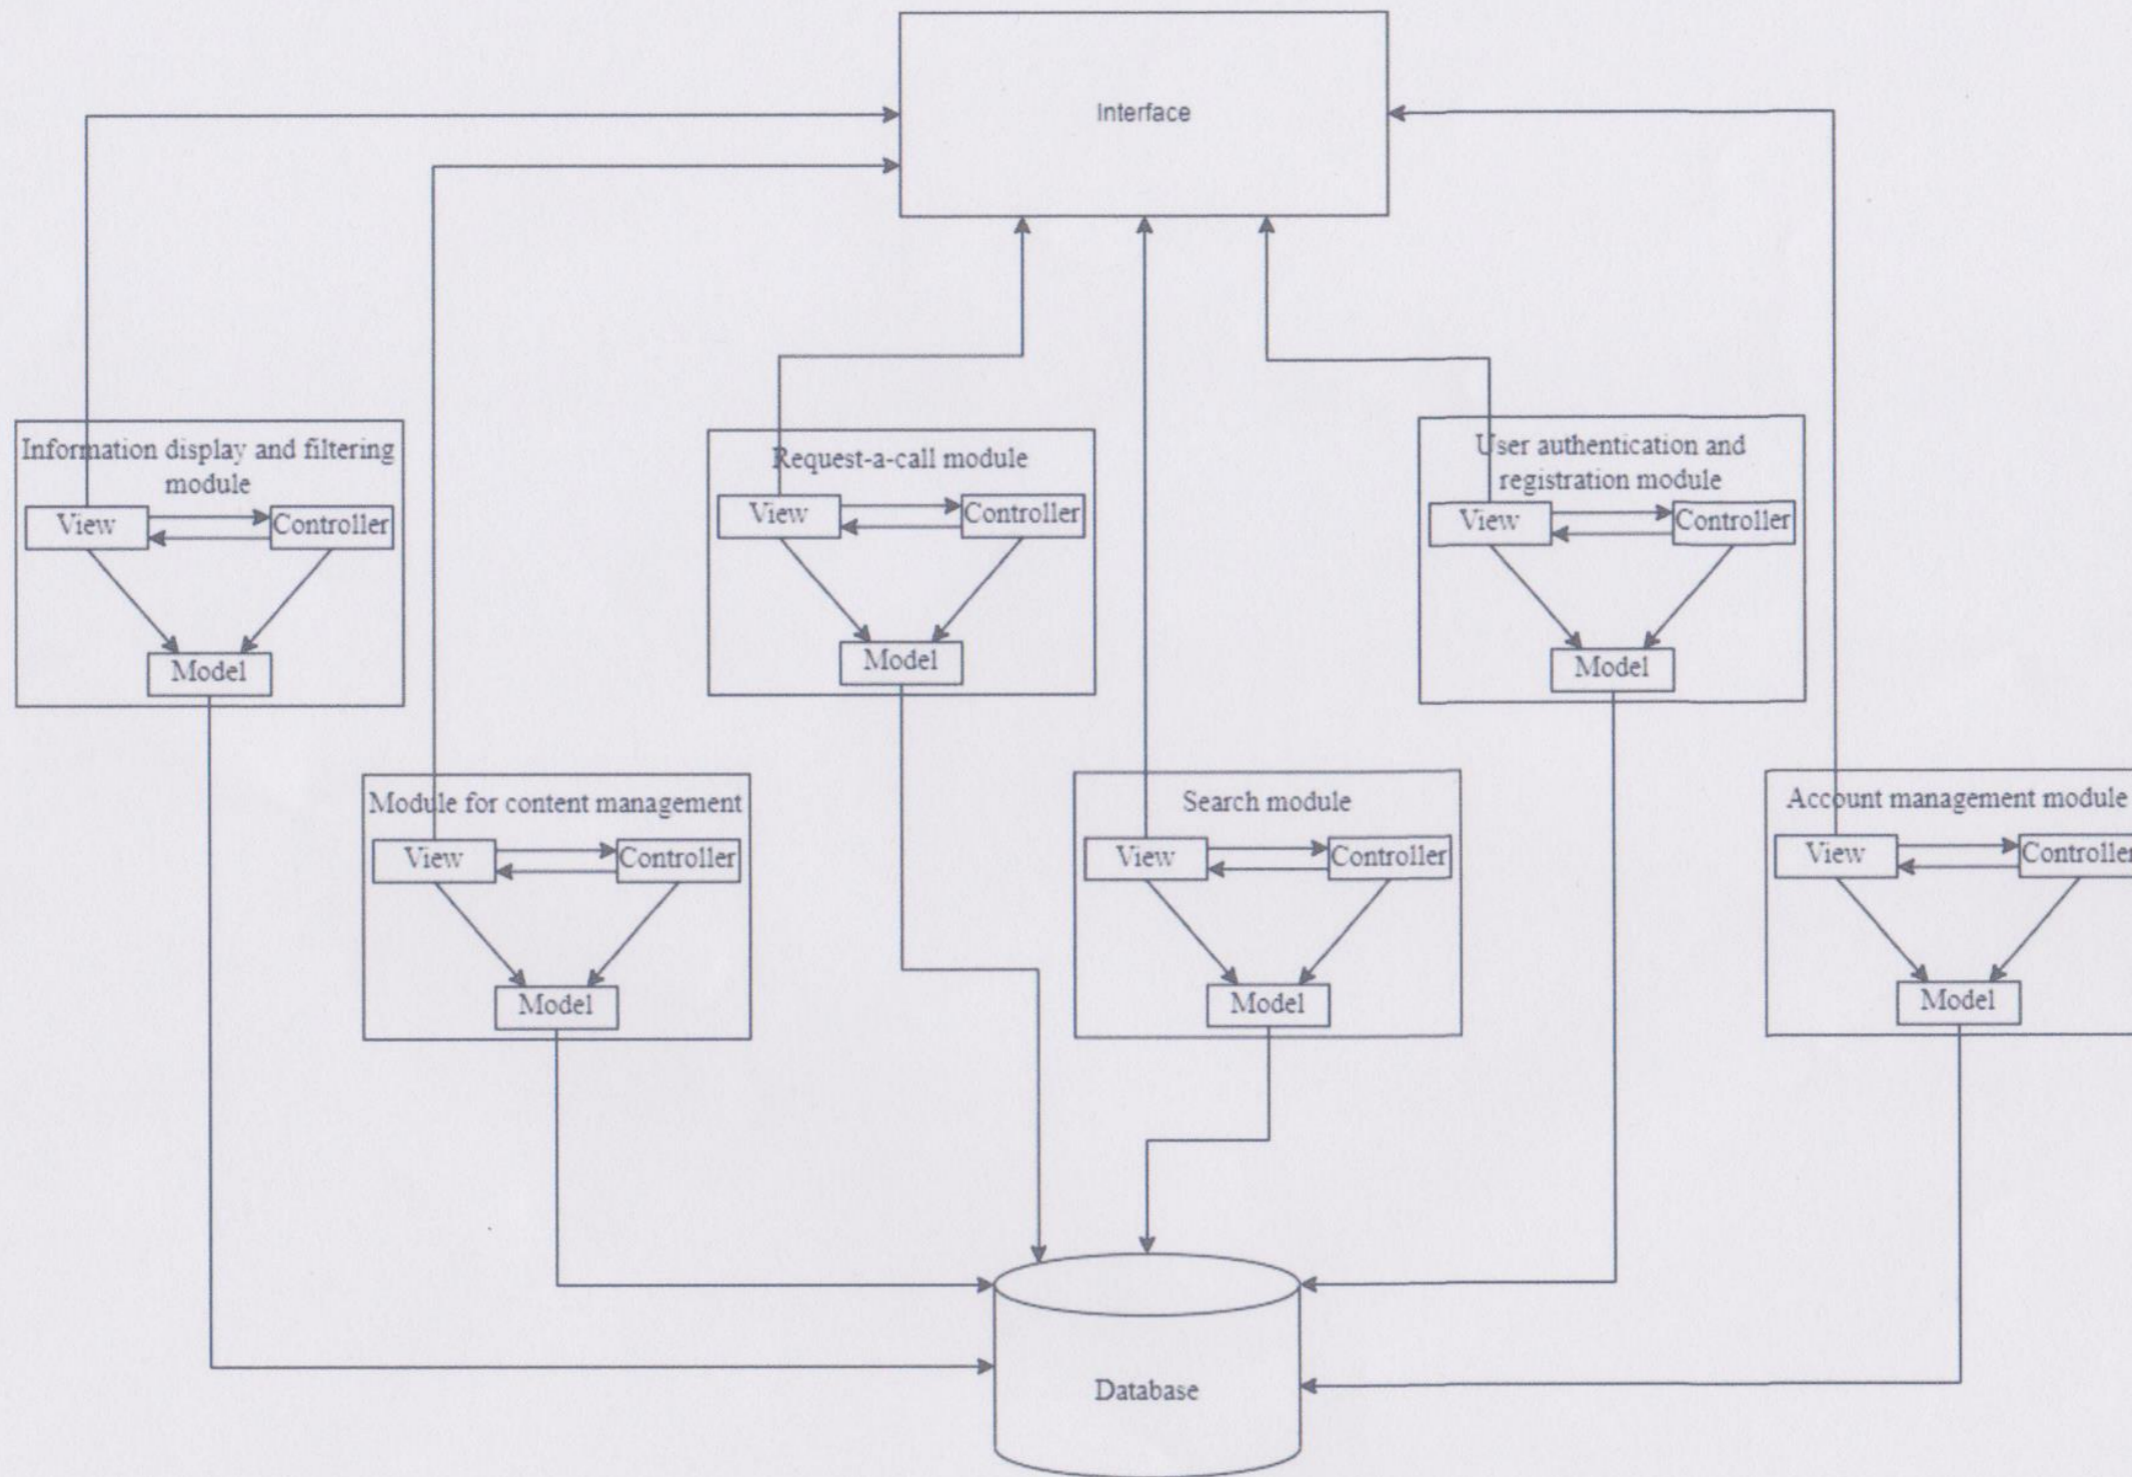 Interface
Information display and filtering
module
View
Controller
Model
Request-a-call module
View
Controller
Model
User authentication and
registration module
View
Controller
Model
Module for content management
View
Controller
Model
Search module
View
Controller
Model
Account management module
View
Controller
Model
Database